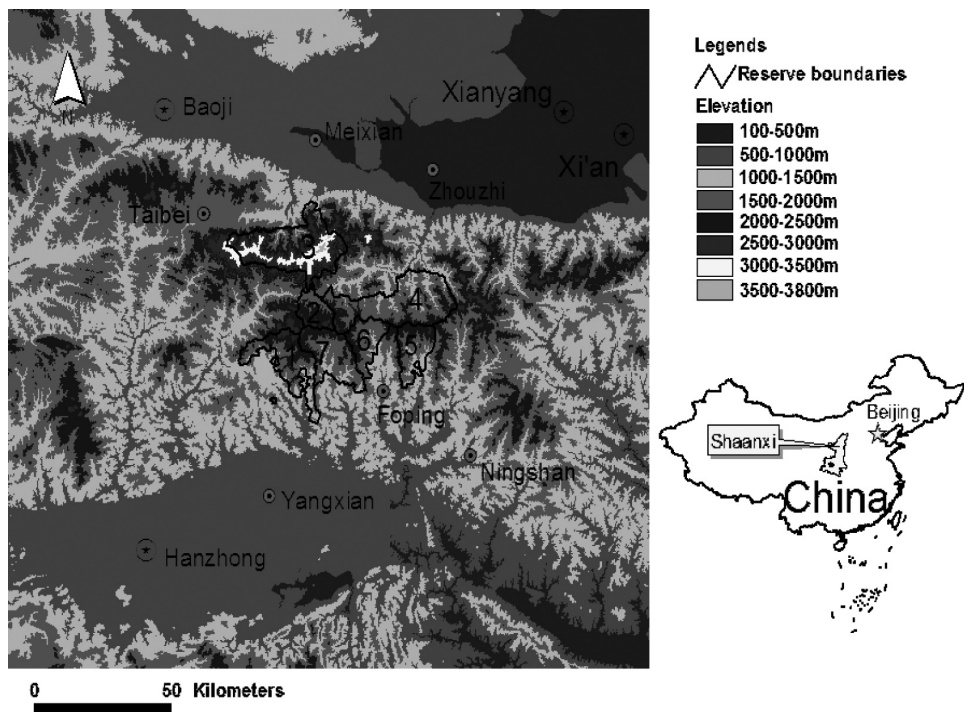 N
Baoji
Xianyang
Xi'an
Meixian
Zhouzhi
Taibei
3
4
2
6
7
5
Foping
Ningshan
Yangxian
Hanzhong
0 50 Kilometers
Legends
Reserve boundaries
Elevation
100-500m
500-1000m
1000-1500m
1500-2000m
2000-2500m
2500-3000m
3000-3500m
3500-3800m
Beijing
Shaanxi
China